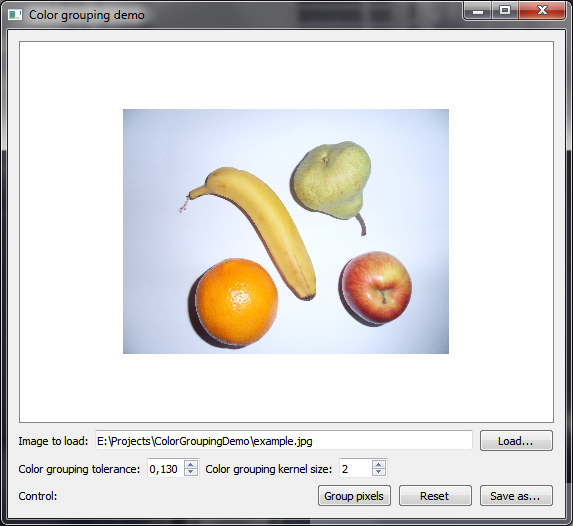 Color grouping demo
Image to load: E:\Projects\ColorGroupingDemo\example.jpg Load...
Color grouping tolerance: 0,130 Color grouping kernel size: 2
Control: Group pixels Reset Save as...